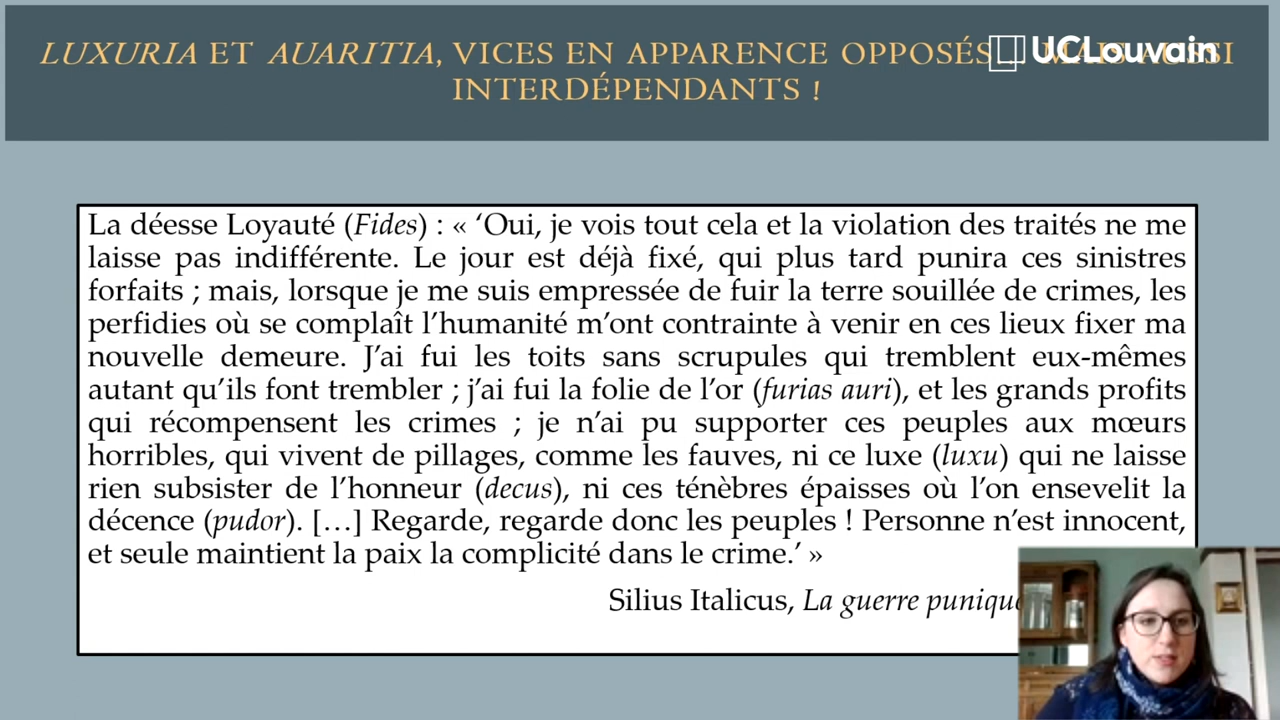 LUXURIA ET AUARITIA, VICES EN APPARENCE OPPOSÉS
UCLouvain
INTERDÉPENDANTS !
La déesse Loyauté (Fides) : « ‘Oui, je vois tout cela et la violation des traités ne me
laisse pas indifférente. Le jour est déjà fixé, qui plus tard punira ces sinistres
forfaits ; mais, lorsque je me suis empressée de fuir la terre souillée de crimes, les
perfidies où se complaît l’humanité m’ont contrainte à venir en ces lieux fixer ma
nouvelle demeure. J’ai fui les toits sans scrupules qui tremblent eux-mêmes
autant qu’ils font trembler ; j’ai fui la folie de l’or (furias auri), et les grands profits
qui récompensent les crimes ; je n’ai pu supporter ces peuples aux mœurs
horribles, qui vivent de pillages, comme les fauves, ni ce luxe (luxu) qui ne laisse
rien subsister de l’honneur (decus), ni ces ténèbres épaisses où l’on ensevelit la
décence (pudor). […] Regarde, regarde donc les peuples ! Personne n’est innocent,
et seule maintient la paix la complicité dans le crime.’ »
Silius Italicus, La guerre punique